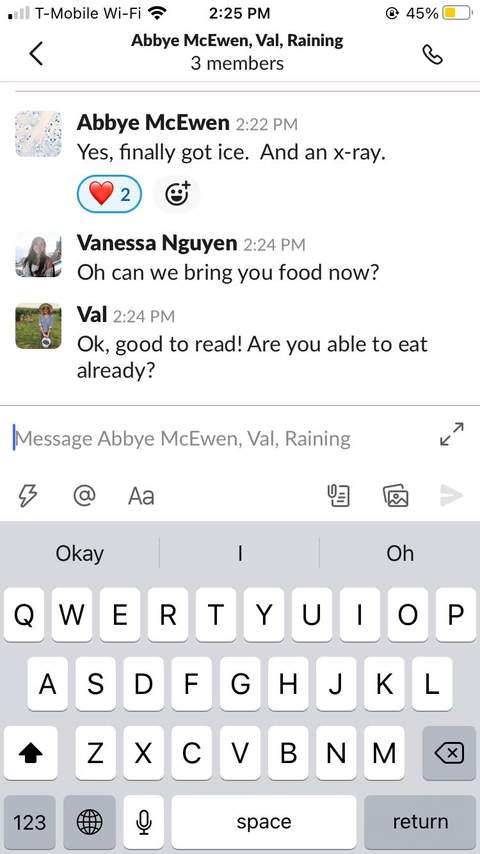 T-Mobile Wi-Fi 2:25 PM 45%
Abbye McEwen, Val, Raining
3 members
Abbye McEwen 2:22 PM
Yes, finally got ice.  And an x-ray.
2
Vanessa Nguyen 2:24 PM
Oh can we bring you food now?
Val 2:24 PM
Ok, good to read! Are you able to eat
already?
Message Abbye McEwen, Val, Raining
@ Aa
Okay I Oh
Q W E R T Y U I O P
A S D F G H J K L
Z X C V B N M
123 space return